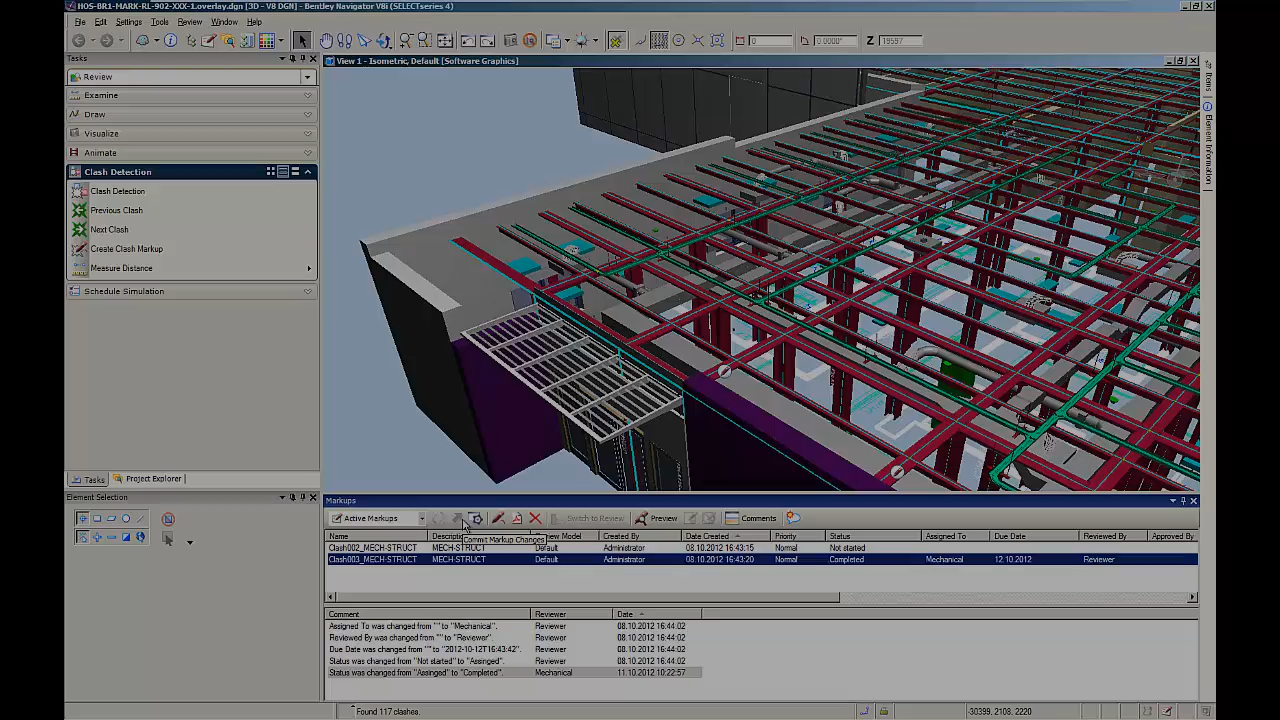 HOS-BR1-MARK-RL-902-XXX-1.overlay.dgn [3D - V8 DGN] - Bentley Navigator V8i (SELECTseries 4)
File Edit Settings Tools Review Window Help
0 0.0000° Z 19597
Tasks
View 1 - Isometric, Default [Software Graphics]
Review
Items
Examine
Draw
Element Information
Visualize
Animate
Clash Detection
Clash Detection
Previous Clash
Next Clash
Create Clash Markup
Measure Distance
Schedule Simulation
Tasks Project Explorer
Element Selection
Markups
Active Markups Switch to Review Preview Comments
Commit Markup Changes
Name Date Created Created By Priority Status Assigned To Due Date Reviewed By Approved By
Clash002_MECH-STRUCT MECH-STRUCT Default Administrator 08.10.2012 16:43:15 Normal Not started
Clash003_MECH-STRUCT MECH-STRUCT Default Administrator 08.10.2012 16:43:20 Normal Completed Mechanical 12.10.2012 Reviewer
Comment Reviewer Date
Assigned To was changed from "" to "Mechanical". Reviewer 08.10.2012 16:44:02
Reviewed By was changed from "" to "Reviewer". Reviewer 08.10.2012 16:44:02
Due Date was changed from "" to "2012-10-12T16:43:42". Reviewer 08.10.2012 16:44:02
Status was changed from "Not started" to "Assinged". Reviewer 08.10.2012 16:44:02
Status was changed from "Assinged" to "Completed". Mechanical 11.10.2012 10:22:57
Found 117 clashes. -30399, 2108, 2220